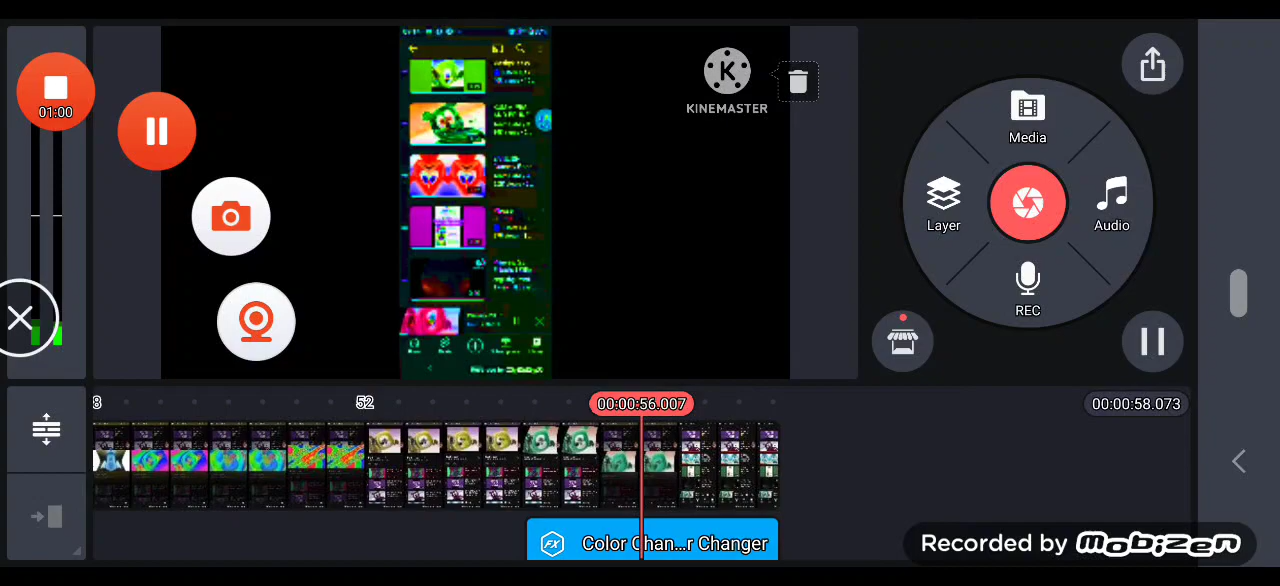 01:00
KINEMASTER
Media
Layer
Audio
REC
8
52
00:00:56.007
00:00:58.073
FX
Color Chan...r Changer
Recorded by mobizen